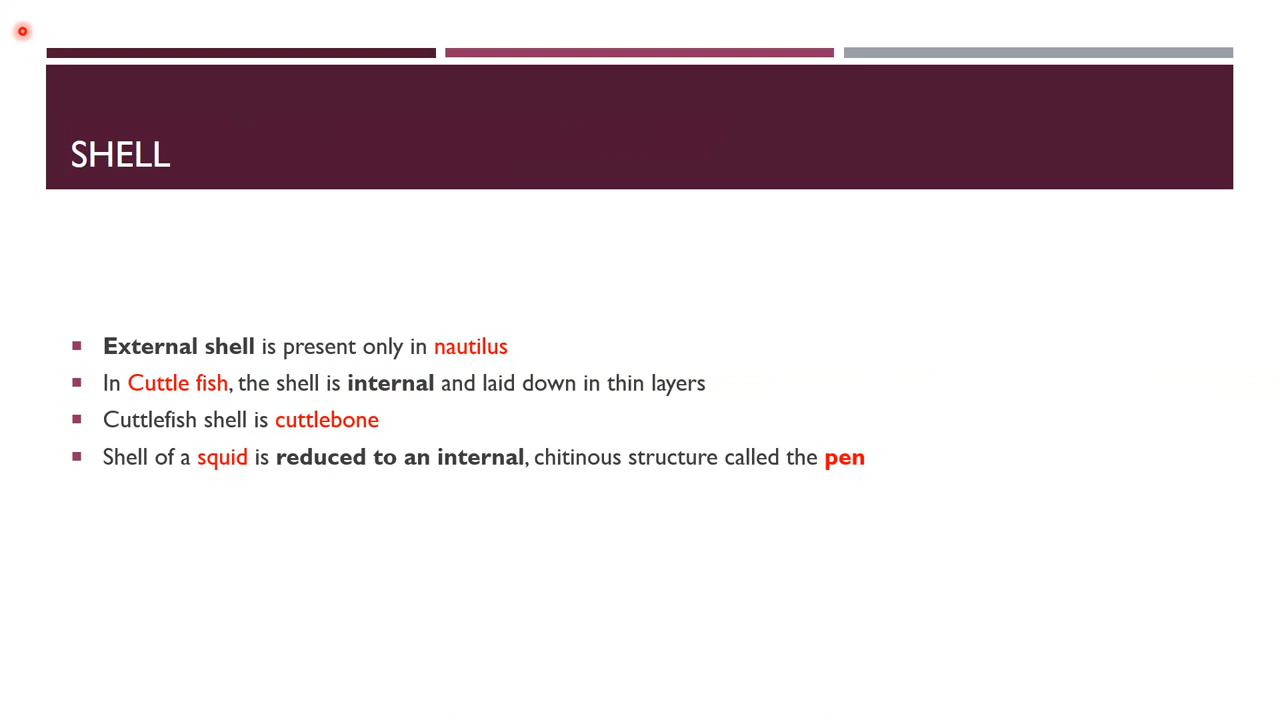 SHELL
External shell is present only in nautilus
In Cuttle fish, the shell is internal and laid down in thin layers
Cuttlefish shell is cuttlebone
Shell of a squid is reduced to an internal, chitinous structure called the pen